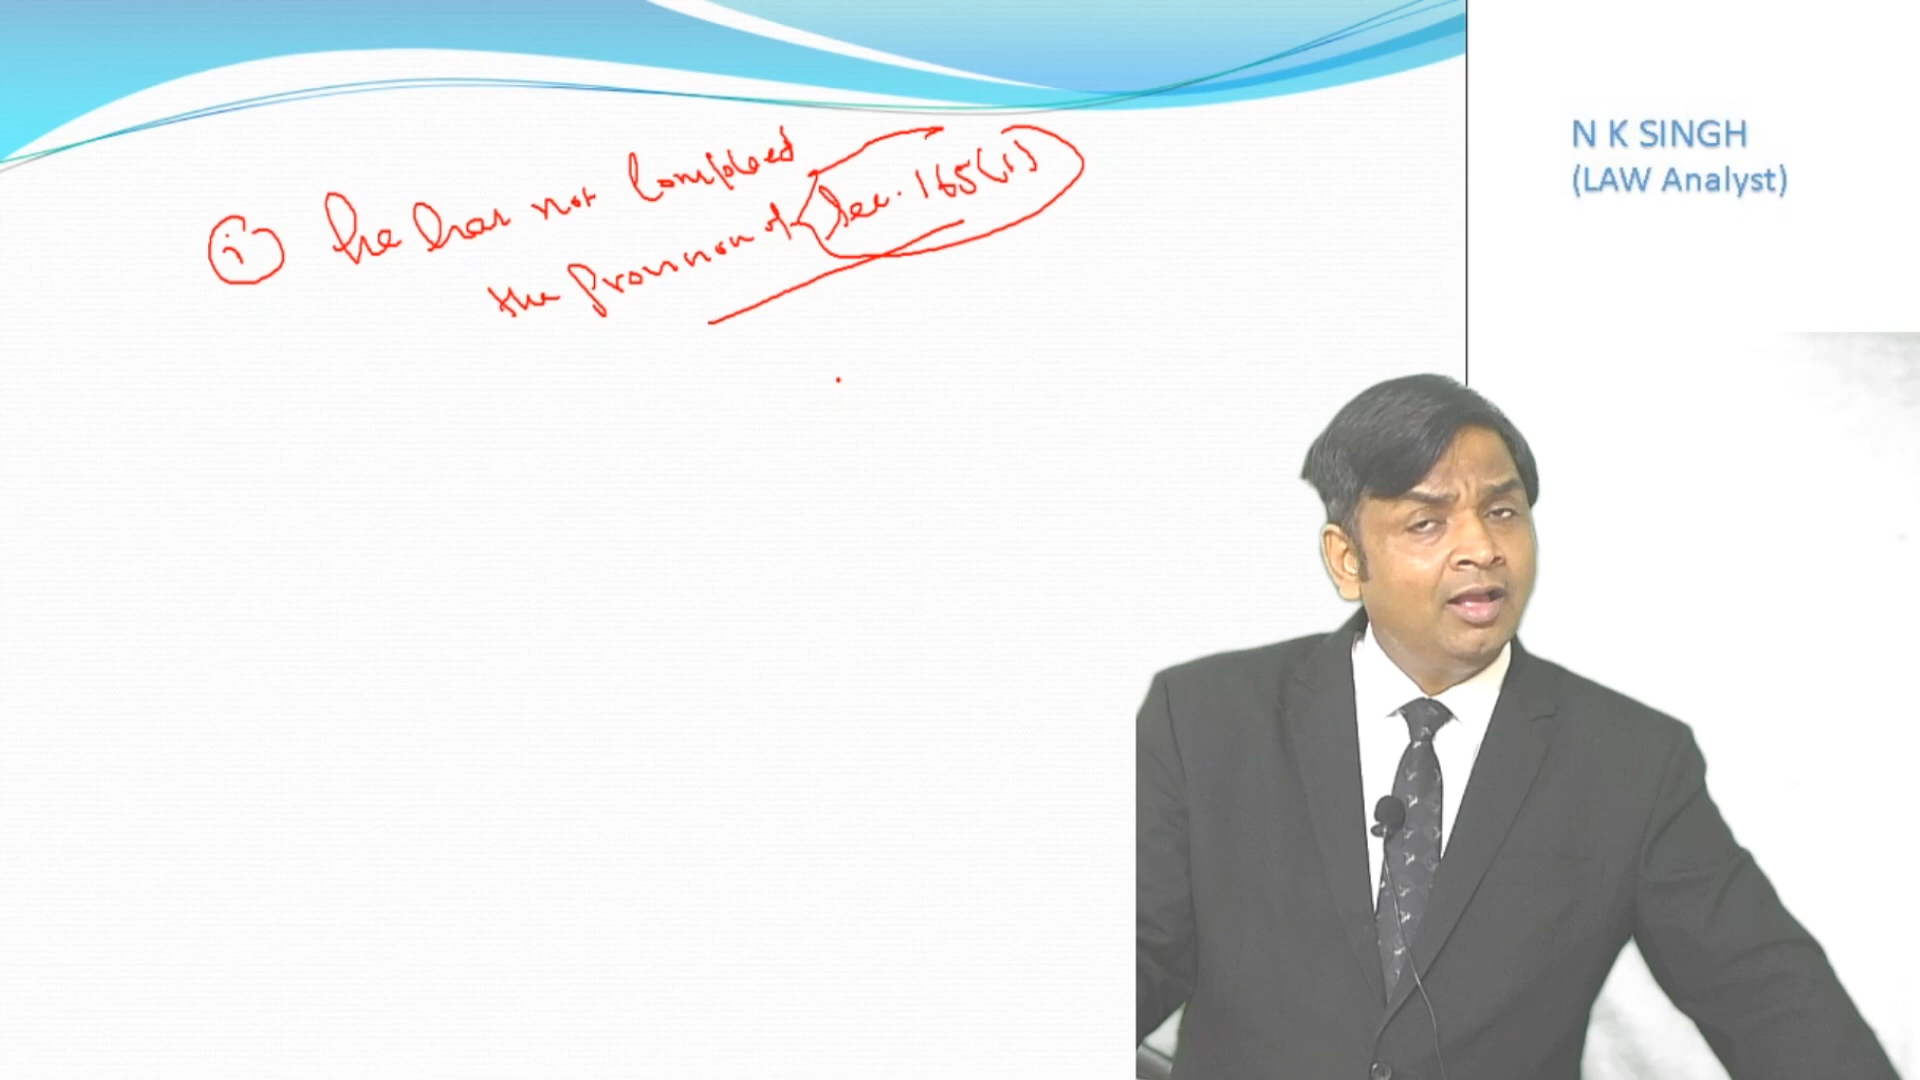 (i) he has not Complied
the provision of Sec. 165(1)
N K SINGH
(LAW Analyst)